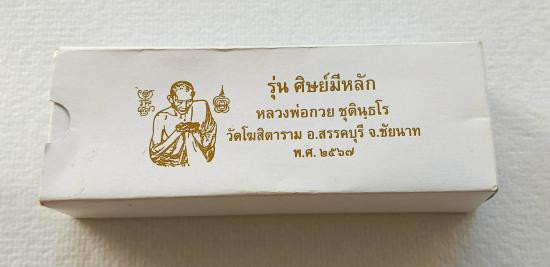 รุ่น ศิษย์มีหลัก
หลวงพ่อกวย ชุตินฺธโร
วัดโฆสิตาราม อ.สรรคบุรี จ.ชัยนาท
พ.ศ. ๒๕๖๗